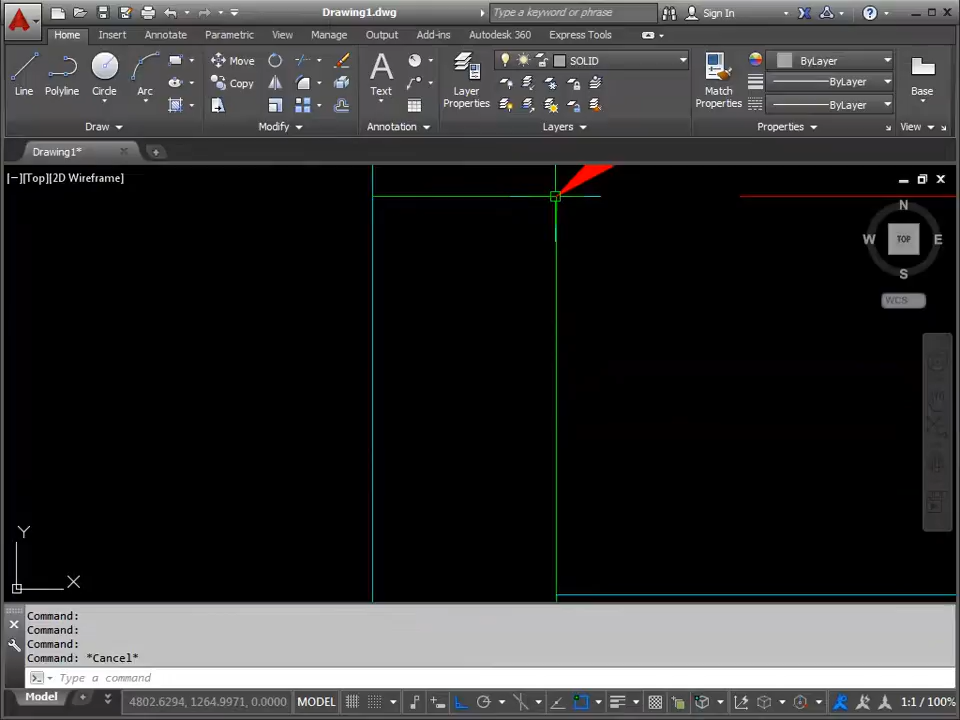 Drawing1.dwg
Type a keyword or phrase
Sign In
Home Insert Annotate Parametric View Manage Output Add-ins Autodesk 360 Express Tools
Line
Polyline
Circle
Arc
Move
Copy
Text
Layer
Properties
SOLID
Match
Properties
ByLayer
ByLayer
ByLayer
Base
Draw
Modify
Annotation
Layers
Properties
View
Drawing1*
[−][Top][2D Wireframe]
N
W
TOP
E
S
WCS
Y
X
Command:
Command:
Command:
Command: *Cancel*
Type a command
Model
4802.6294, 1264.9971, 0.0000
MODEL
1:1 / 100%